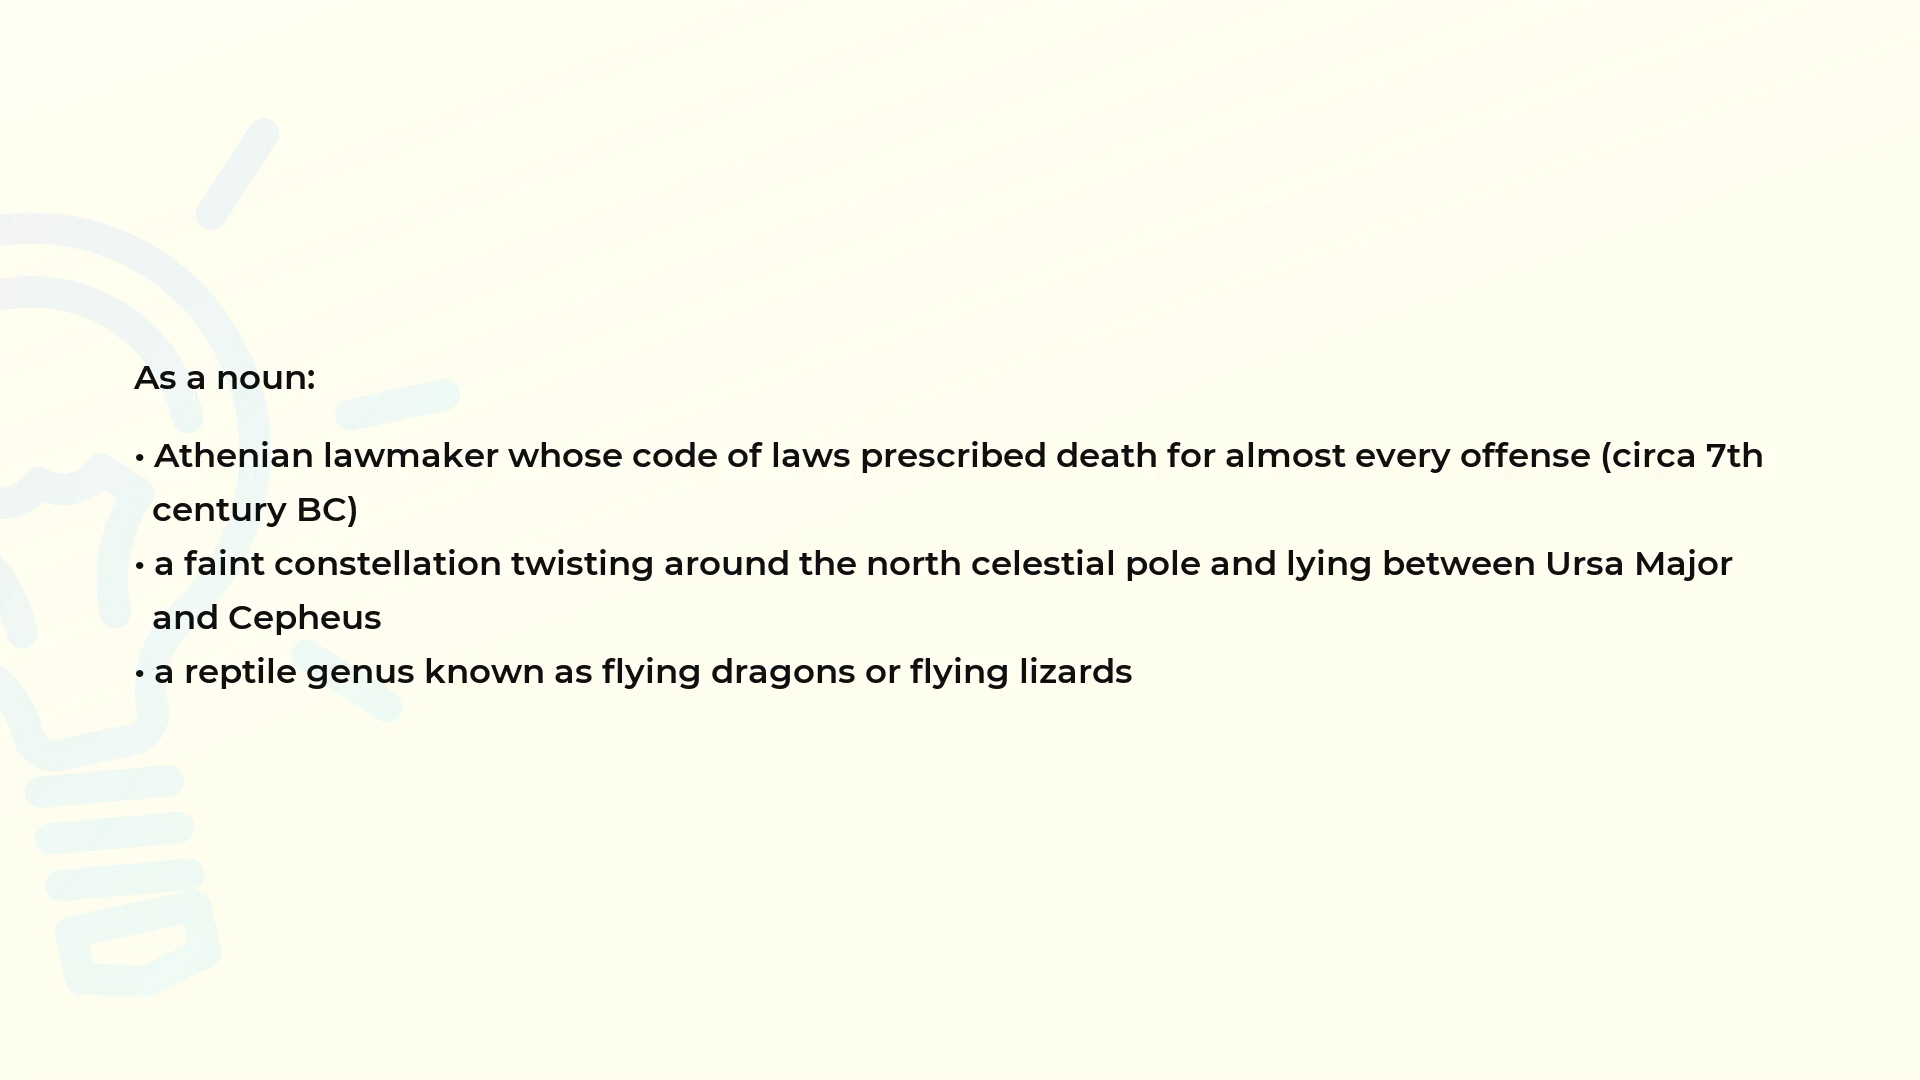 As a noun:
• Athenian lawmaker whose code of laws prescribed death for almost every offense (circa 7th
century BC)
• a faint constellation twisting around the north celestial pole and lying between Ursa Major
and Cepheus
• a reptile genus known as flying dragons or flying lizards